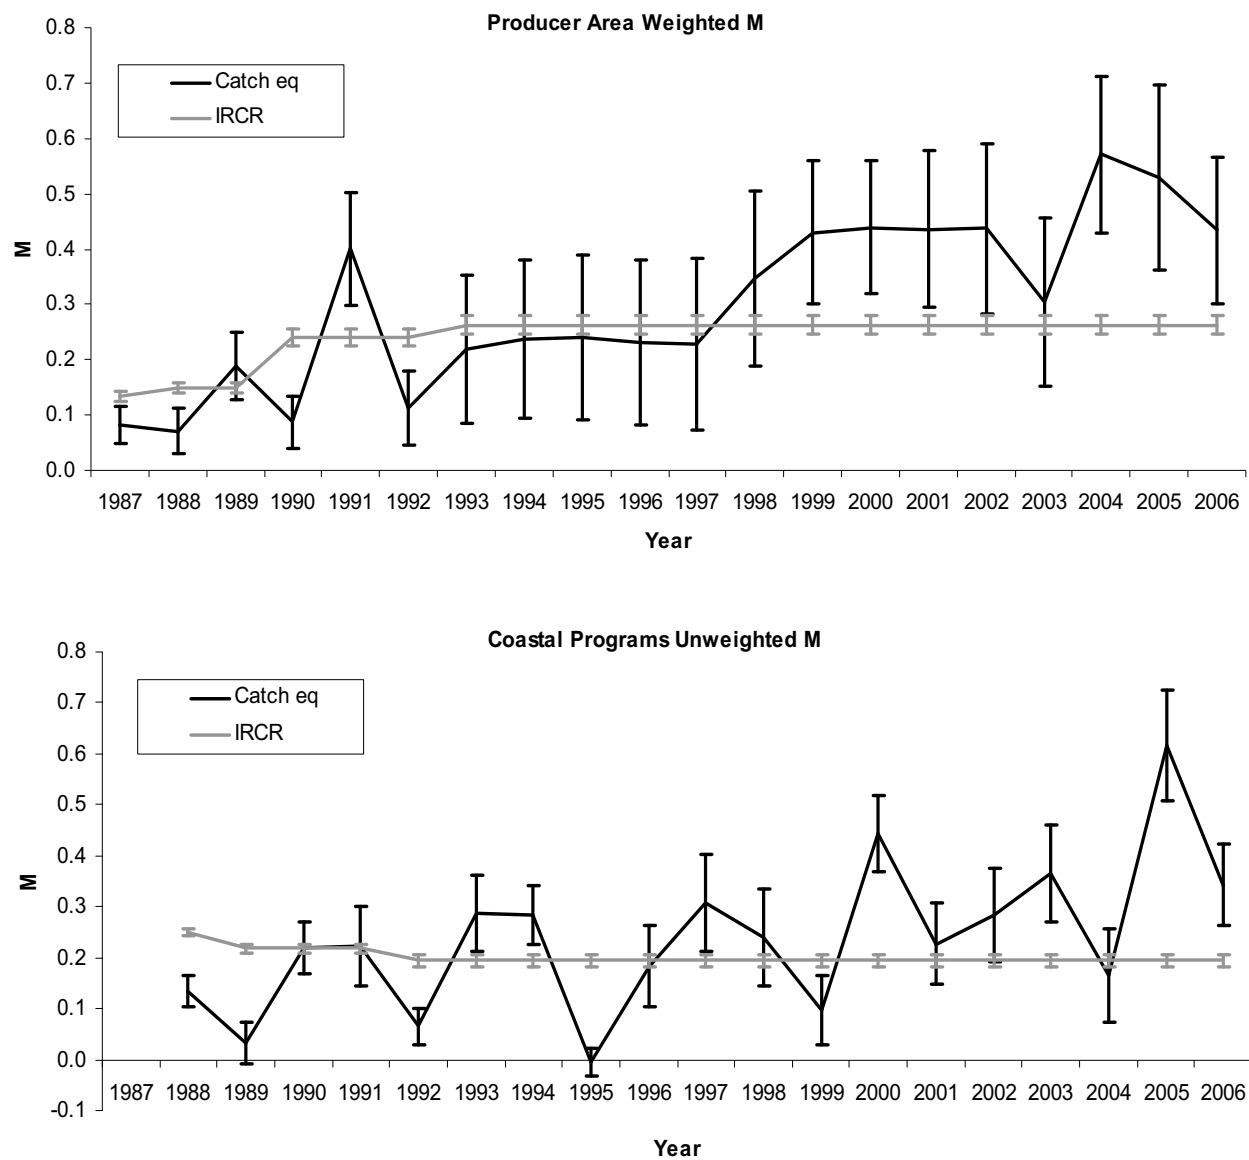 Producer Area Weighted M
0.8
0.7
0.6
0.5
0.4
0.3
0.2
0.1
0.0
M
Catch eq
IRCR
1987 1988 1989 1990 1991 1992 1993 1994 1995 1996 1997 1998 1999 2000 2001 2002 2003 2004 2005 2006
Year
Coastal Programs Unweighted M
0.8
0.7
0.6
0.5
0.4
0.3
0.2
0.1
0.0
-0.1
M
Catch eq
IRCR
1987 1988 1989 1990 1991 1992 1993 1994 1995 1996 1997 1998 1999 2000 2001 2002 2003 2004 2005 2006
Year